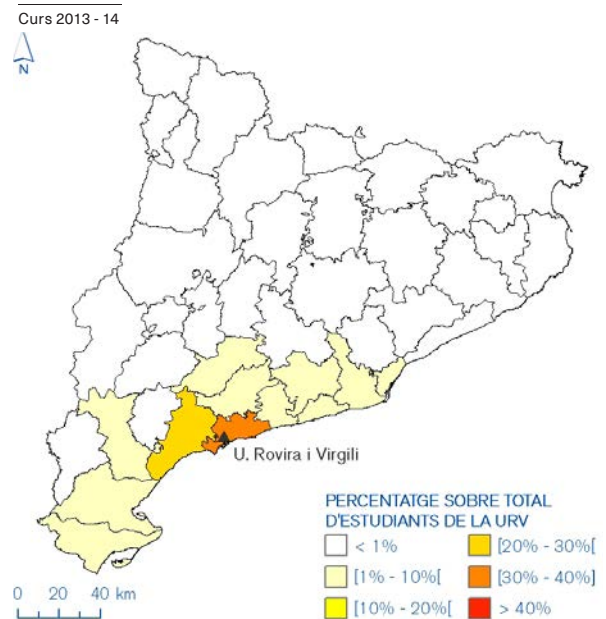 Curs 2013 - 14
N
U. Rovira i Virgili
PERCENTATGE SOBRE TOTAL
D'ESTUDIANTS DE LA URV
< 1%
[20% - 30%[
[1% - 10%[
[30% - 40%]
[10% - 20%[
> 40%
0 20 40 km